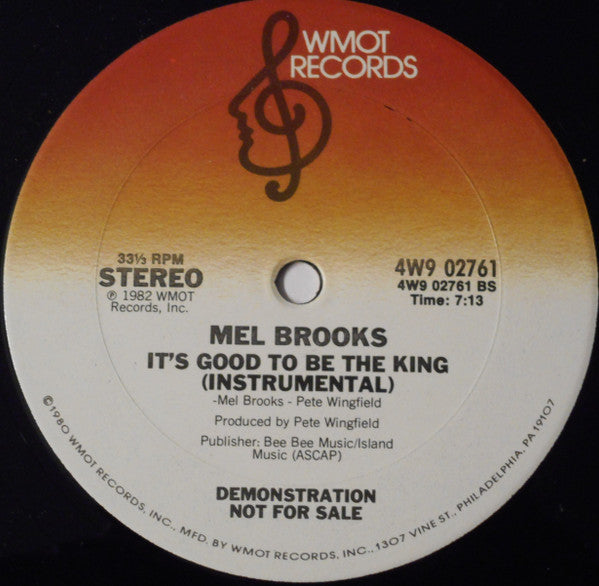 WMOT
RECORDS
33⅓ RPM
STEREO
℗ 1982 WMOT
Records, Inc.
4W9 02761
4W9 02761 BS
Time: 7:13
MEL BROOKS
IT'S GOOD TO BE THE KING
(INSTRUMENTAL)
-Mel Brooks - Pete Wingfield
Produced by Pete Wingfield
Publisher: Bee Bee Music/Island
Music (ASCAP)
DEMONSTRATION
NOT FOR SALE
©1980 WMOT RECORDS, INC., MFD. BY WMOT RECORDS, INC., 1307 VINE ST., PHILADELPHIA, PA 19107